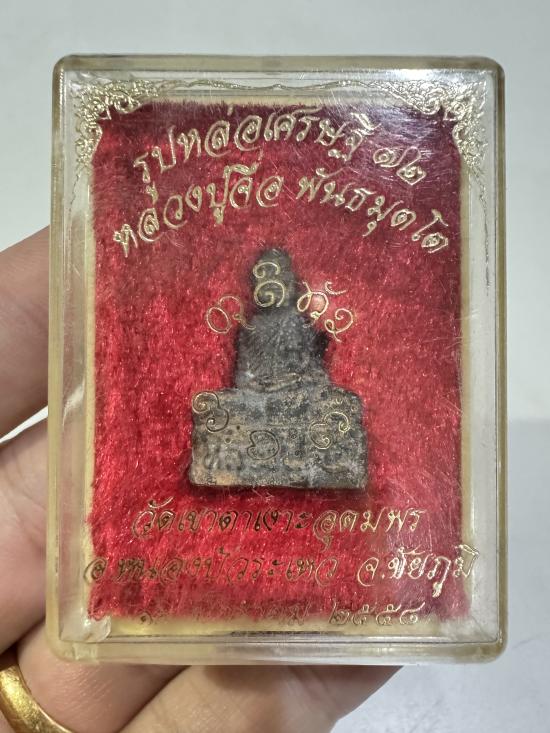 รูปหล่อเศรษฐี ๗๒
หลวงปู่จื่อ พันธมุตโต
วัดเขาตาเงาะอุดมพร
อ.หนองบัวระเหว จ.ชัยภูมิ
๒๕๕๘